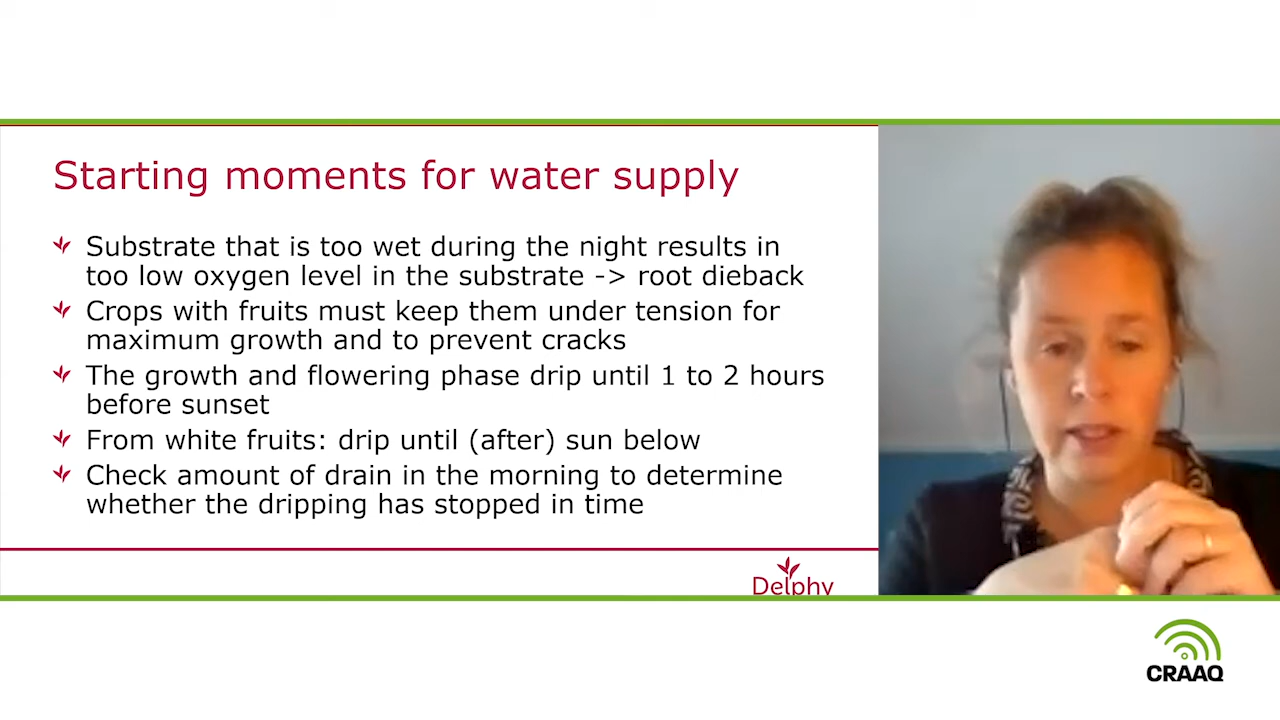 Starting moments for water supply
Substrate that is too wet during the night results in
too low oxygen level in the substrate -> root dieback
Crops with fruits must keep them under tension for
maximum growth and to prevent cracks
The growth and flowering phase drip until 1 to 2 hours
before sunset
From white fruits: drip until (after) sun below
Check amount of drain in the morning to determine
whether the dripping has stopped in time
Delphy
CRAAQ